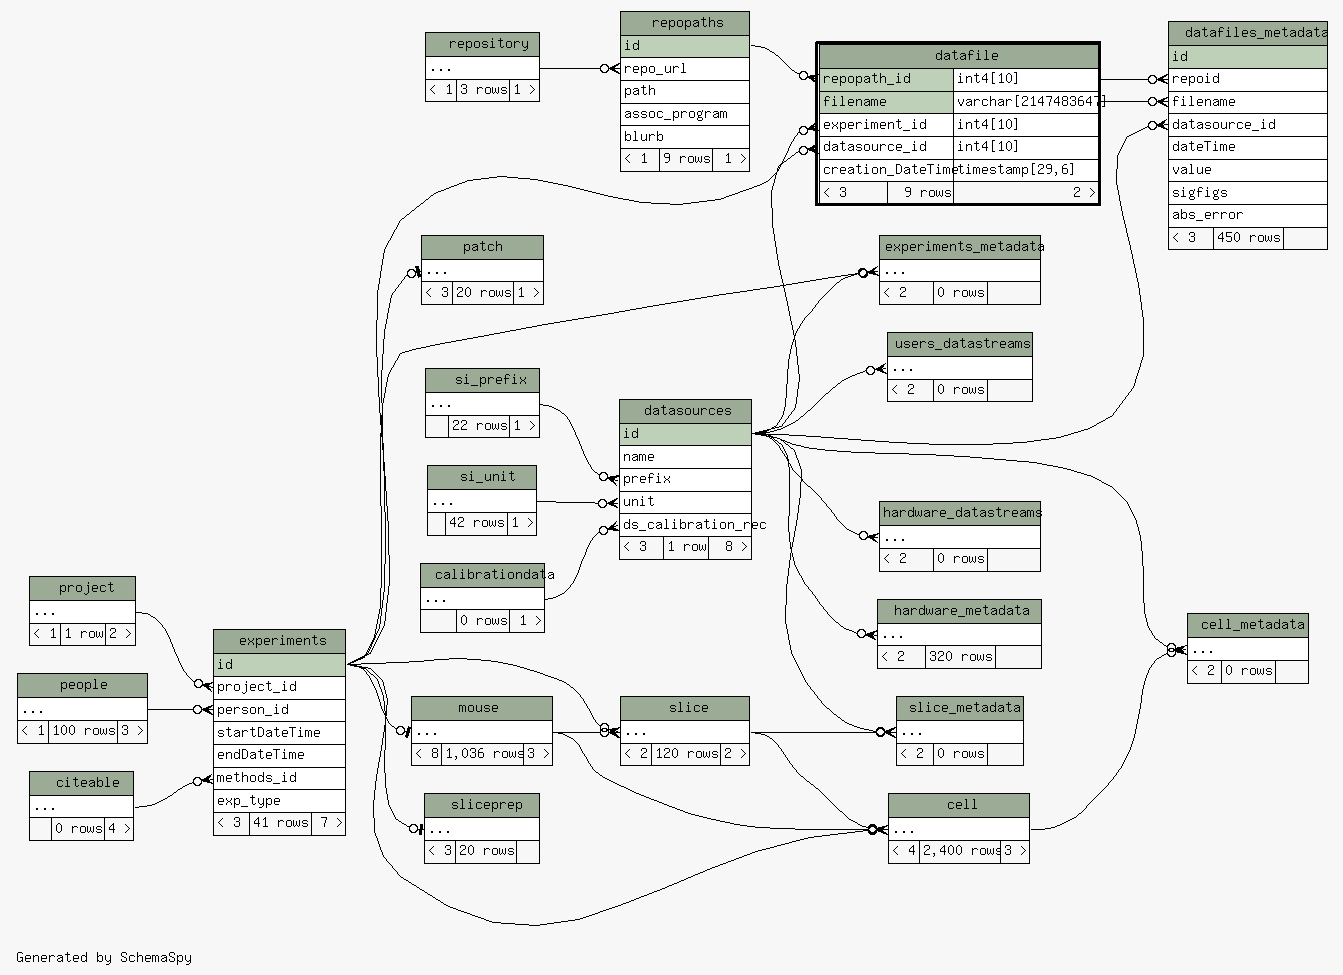 repository
...
< 1 3 rows 1 >
repopaths
id
repo_url
path
assoc_program
blurb
< 1 9 rows 1 >
datafile
repopath_id int4[10]
filename varchar[2147483647]
experiment_id int4[10]
datasource_id int4[10]
creation_DateTime timestamp[29,6]
< 3 9 rows 2 >
datafiles_metadata
id
repoid
filename
datasource_id
dateTime
value
sigfigs
abs_error
< 3 450 rows
patch
...
< 3 20 rows 1 >
experiments_metadata
...
< 2 0 rows
users_datastreams
...
< 2 0 rows
si_prefix
...
22 rows 1 >
datasources
id
name
prefix
unit
ds_calibration_rec
< 3 1 row 8 >
si_unit
...
42 rows 1 >
calibrationdata
...
0 rows 1 >
hardware_datastreams
...
< 2 0 rows
hardware_metadata
...
< 2 320 rows
cell_metadata
...
< 2 0 rows
project
...
< 1 1 row 2 >
people
...
< 1 100 rows 3 >
citeable
...
0 rows 4 >
experiments
id
project_id
person_id
startDateTime
endDateTime
methods_id
exp_type
< 3 41 rows 7 >
mouse
...
< 8 1,036 rows 3 >
slice
...
< 2 120 rows 2 >
slice_metadata
...
< 2 0 rows
sliceprep
...
< 3 20 rows
cell
...
< 4 2,400 rows 3 >
Generated by SchemaSpy